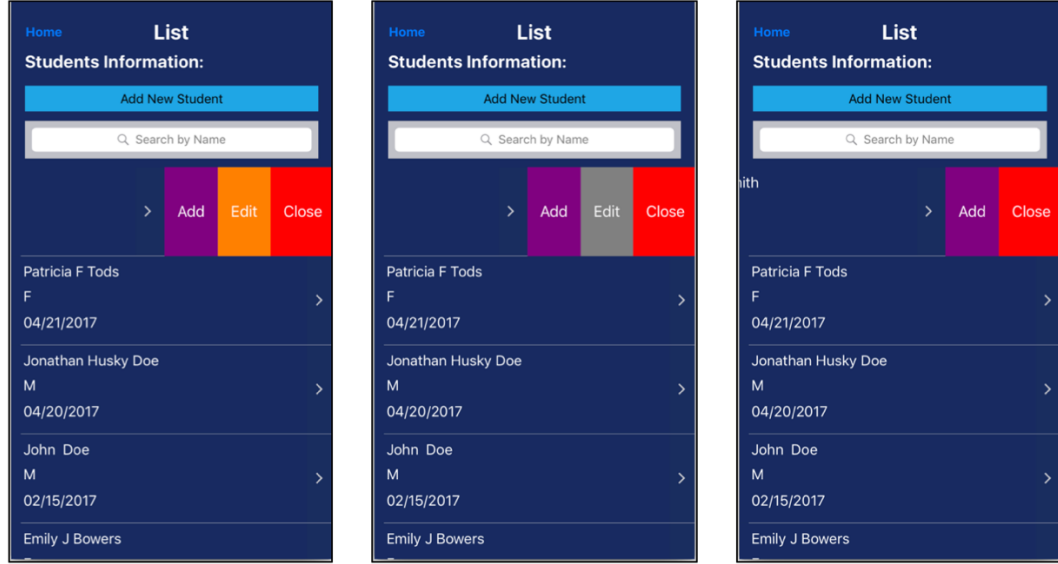 Home List
Students Information:
Add New Student
Search by Name
> Add Edit Close
Patricia F Tods
F
>
04/21/2017
Jonathan Husky Doe
M
>
04/20/2017
John Doe
M
>
02/15/2017
Emily J Bowers
Home List
Students Information:
Add New Student
Search by Name
> Add Edit Close
Patricia F Tods
F
>
04/21/2017
Jonathan Husky Doe
M
>
04/20/2017
John Doe
M
>
02/15/2017
Emily J Bowers
Home List
Students Information:
Add New Student
Search by Name
ith
> Add Close
Patricia F Tods
F
>
04/21/2017
Jonathan Husky Doe
M
>
04/20/2017
John Doe
M
>
02/15/2017
Emily J Bowers